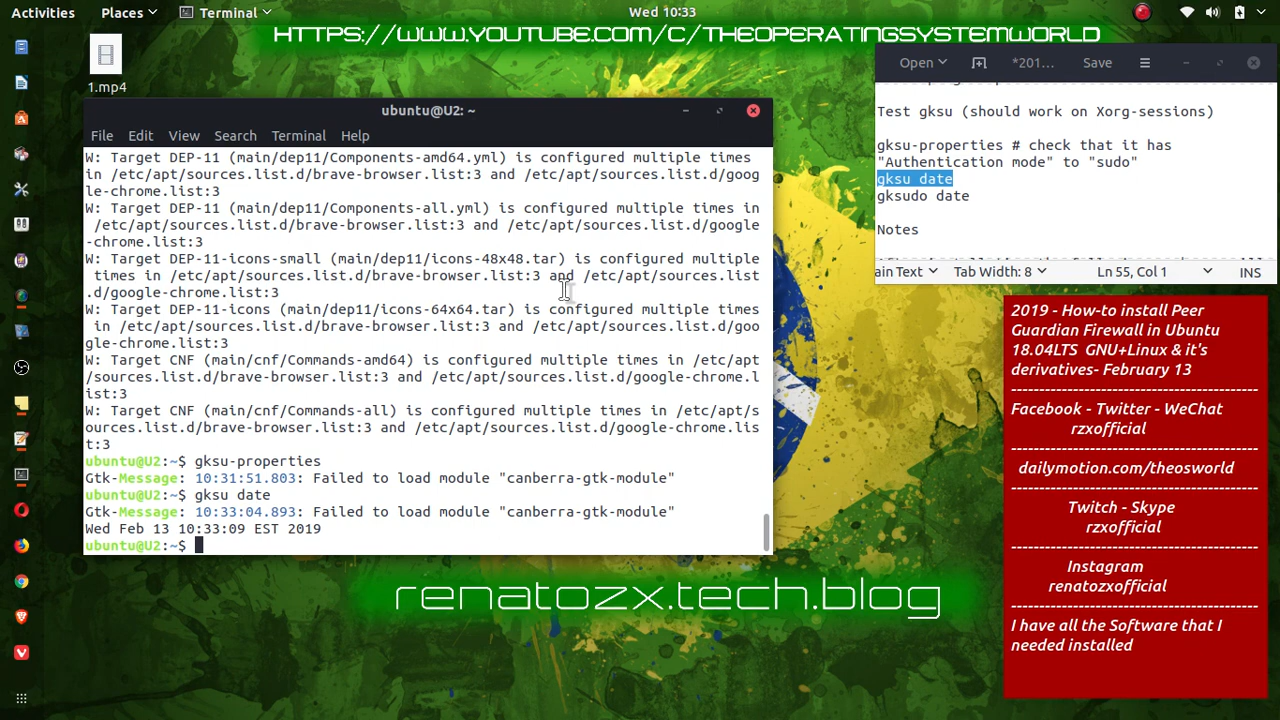 Activities
Places
Terminal
Wed 10:33
HTTPS://WWW.YOUTUBE.COM/C/THEOPERATINGSYSTEMWORLD
1.mp4
ubuntu@U2: ~
File Edit View Search Terminal Help
W: Target DEP-11 (main/dep11/Components-amd64.yml) is configured multiple times
in /etc/apt/sources.list.d/brave-browser.list:3 and /etc/apt/sources.list.d/goog
le-chrome.list:3
W: Target DEP-11 (main/dep11/Components-all.yml) is configured multiple times in
 /etc/apt/sources.list.d/brave-browser.list:3 and /etc/apt/sources.list.d/google
-chrome.list:3
W: Target DEP-11-icons-small (main/dep11/icons-48x48.tar) is configured multiple
 times in /etc/apt/sources.list.d/brave-browser.list:3 and /etc/apt/sources.list
.d/google-chrome.list:3
W: Target DEP-11-icons (main/dep11/icons-64x64.tar) is configured multiple times
 in /etc/apt/sources.list.d/brave-browser.list:3 and /etc/apt/sources.list.d/goo
gle-chrome.list:3
W: Target CNF (main/cnf/Commands-amd64) is configured multiple times in /etc/apt
/sources.list.d/brave-browser.list:3 and /etc/apt/sources.list.d/google-chrome.l
ist:3
W: Target CNF (main/cnf/Commands-all) is configured multiple times in /etc/apt/s
ources.list.d/brave-browser.list:3 and /etc/apt/sources.list.d/google-chrome.lis
t:3
ubuntu@U2:~$ gksu-properties
Gtk-Message: 10:31:51.803: Failed to load module "canberra-gtk-module"
ubuntu@U2:~$ gksu date
Gtk-Message: 10:33:04.893: Failed to load module "canberra-gtk-module"
Wed Feb 13 10:33:09 EST 2019
ubuntu@U2:~$
renatozx.tech.blog
Open *201... Save
Test gksu (should work on Xorg-sessions)
gksu-properties # check that it has
"Authentication mode" to "sudo"
gksu date
gksudo date
Notes
ain Text Tab Width: 8 Ln 55, Col 1 INS
2019 - How-to install Peer
Guardian Firewall in Ubuntu
18.04LTS GNU+Linux & it's
derivatives- February 13
--------------------------------------------
Facebook - Twitter - WeChat
rzxofficial
--------------------------------------------
dailymotion.com/theosworld
--------------------------------------------
Twitch - Skype
rzxofficial
--------------------------------------------
Instagram
renatozxofficial
--------------------------------------------
I have all the Software that I
needed installed